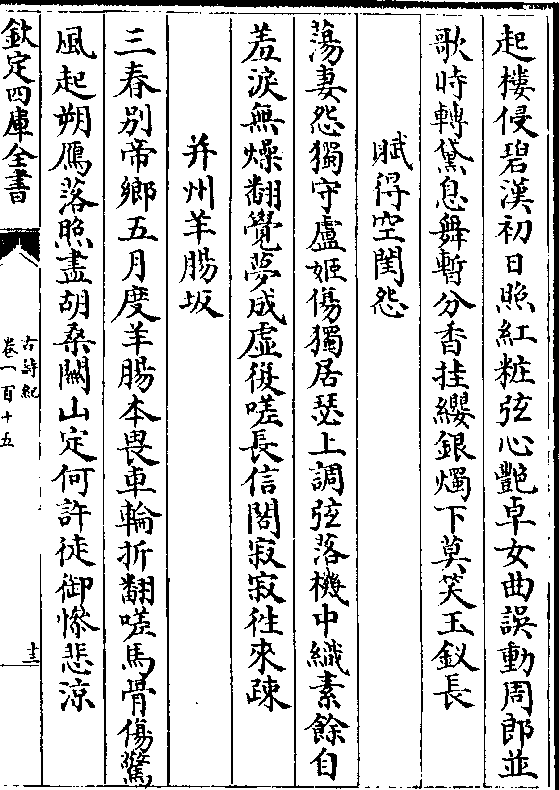 起樓侵碧漢初日照紅粧弦心艷卓女曲誤動周郎並
歌時轉黛息舞暫分香挂纓銀燭下莫笑玉釵長
賦得空閨怨
蕩妻怨獨守盧姬傷獨居瑟上調弦落機中織素餘自
羞淚無燥翻覺夢成虛復嗟長信閣寂寂徃來疎
并州羊腸坂
三春別帝鄉五月度羊腸本畏車輪折翻嗟馬骨傷驚
風起朔鴈落照盡胡桑關山定何許徒御慘悲涼
欽定四庫全書
古詩紀
卷一百十五
十三